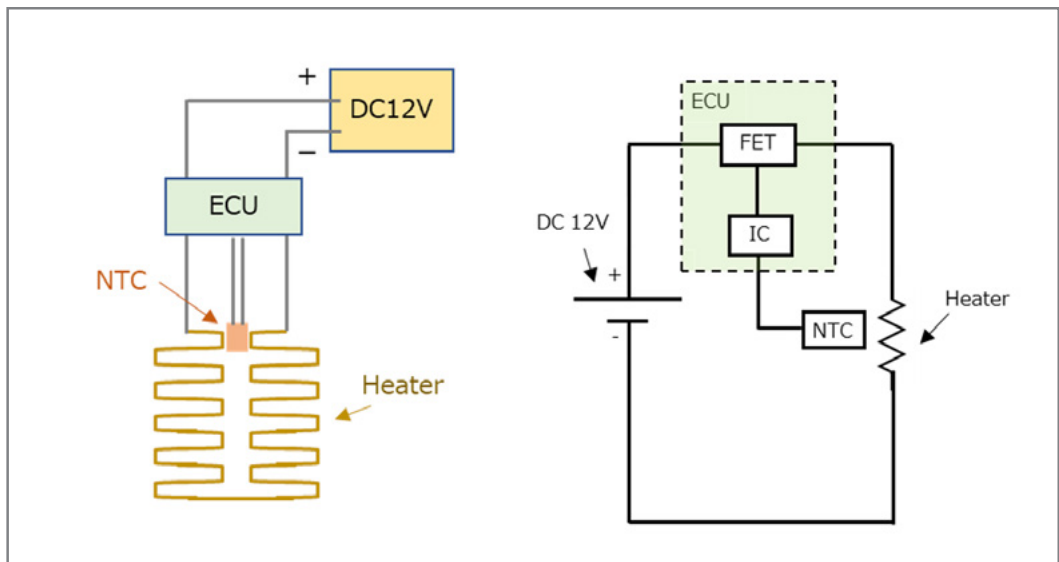 +
DC12V
−
ECU
NTC
Heater
ECU
FET
IC
DC 12V
+
-
NTC
Heater